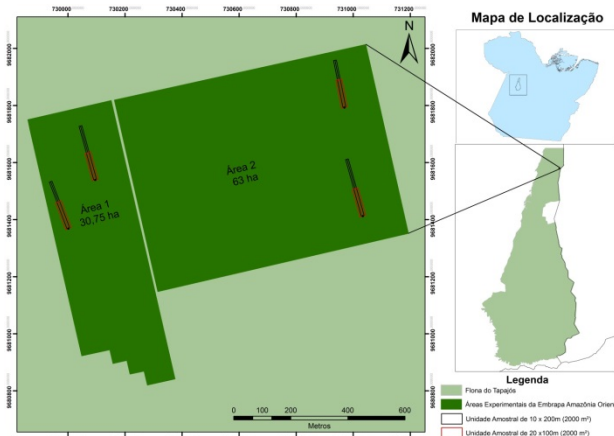 730000 730200 730400 730600 730800 731000 731200
9682000
9681800
9681600
9681400
9681200
9681000
9680800
N
Área 1
30,75 ha
Área 2
63 ha
0 100 200 400 600
Metros
Mapa de Localização
Legenda
Flona do Tapajós
Áreas Experimentais da Embrapa Amazônia Orien
Unidade Amostral de 10 x 200m (2000 m²)
Unidade Amostral de 20 x100m (2000 m²)